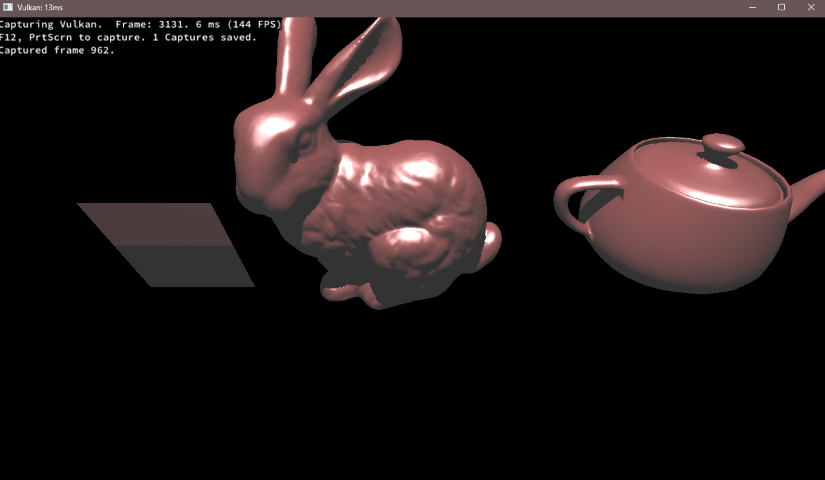 Vulkan: 13ms
Capturing Vulkan. Frame: 3131. 6 ms (144 FPS)
F12, PrtScrn to capture. 1 Captures saved.
Captured frame 962.